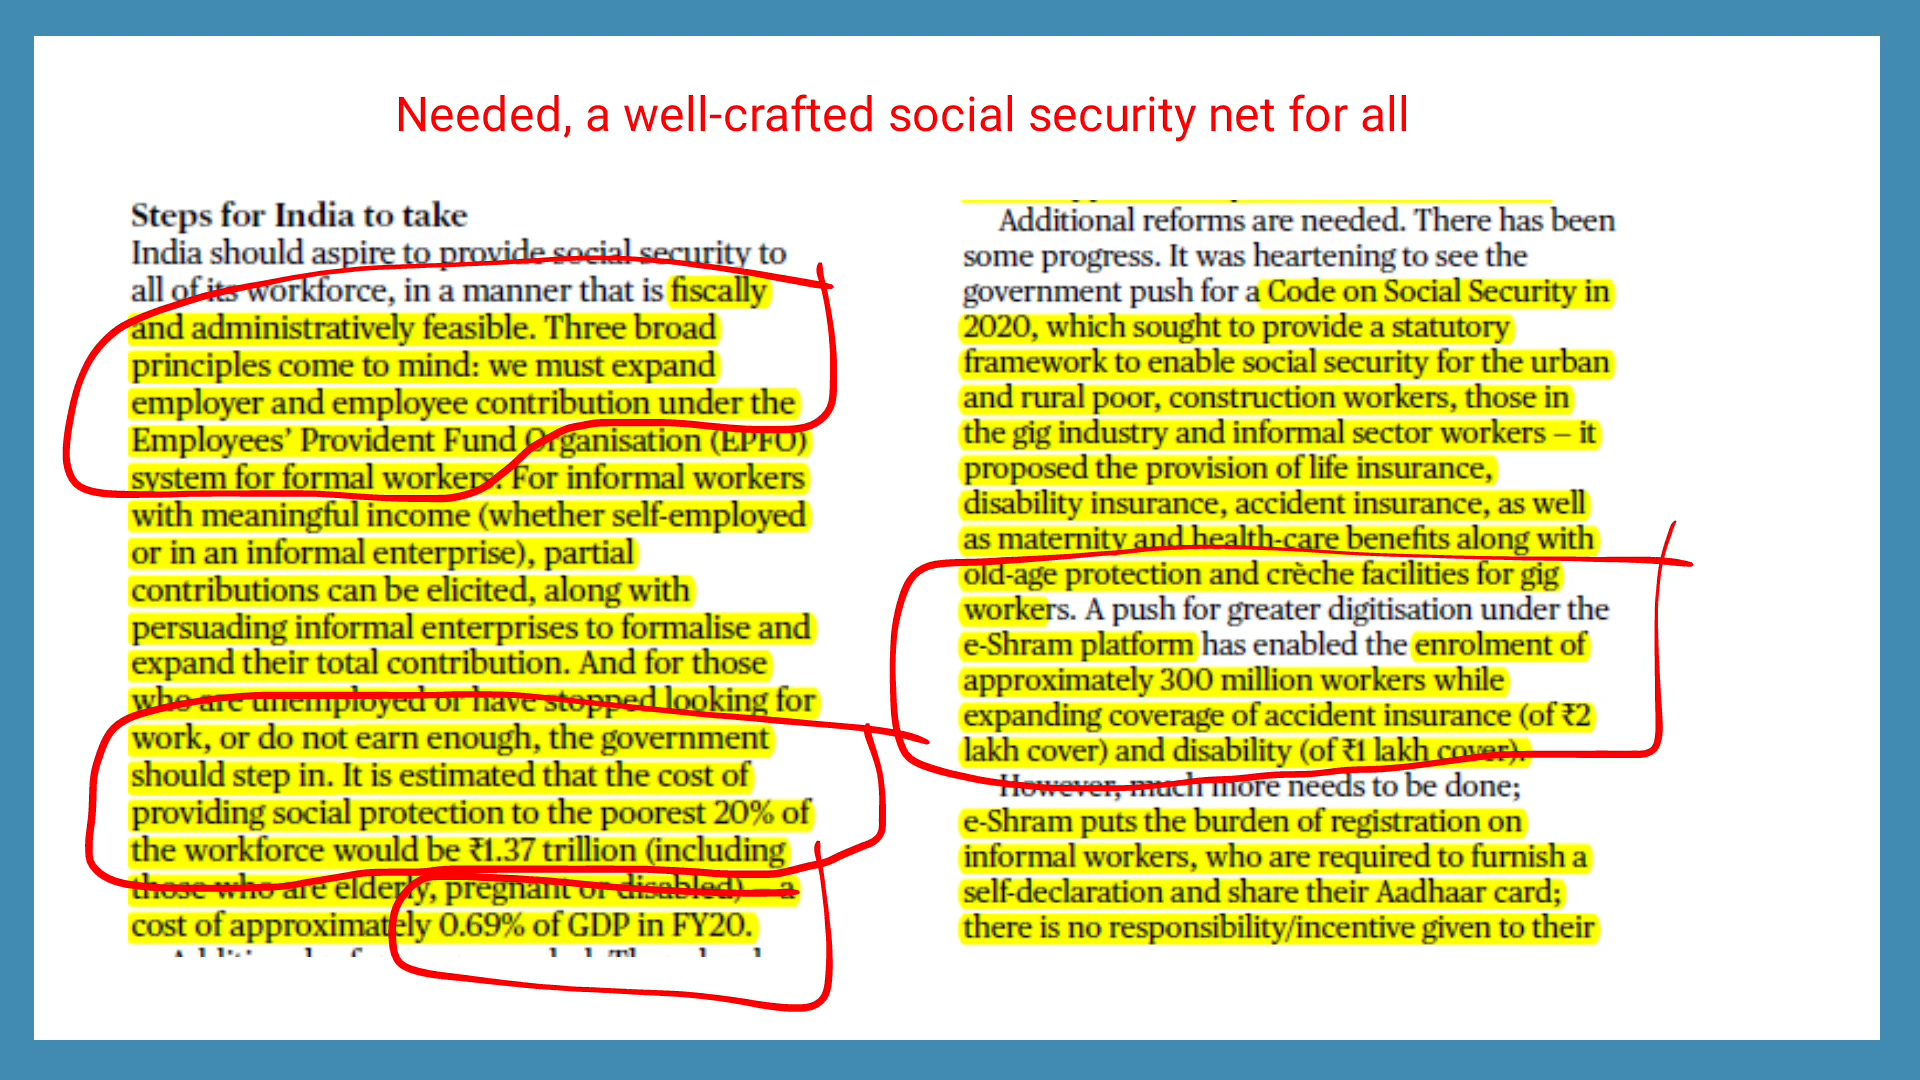 Needed, a well-crafted social security net for all
Steps for India to take
India should aspire to provide social security to
all of its workforce, in a manner that is fiscally
and administratively feasible. Three broad
principles come to mind: we must expand
employer and employee contribution under the
Employees’ Provident Fund Organisation (EPFO)
system for formal workers. For informal workers
with meaningful income (whether self-employed
or in an informal enterprise), partial
contributions can be elicited, along with
persuading informal enterprises to formalise and
expand their total contribution. And for those
who are unemployed or have stopped looking for
work, or do not earn enough, the government
should step in. It is estimated that the cost of
providing social protection to the poorest 20% of
the workforce would be ₹1.37 trillion (including
those who are elderly, pregnant or disabled) — a
cost of approximately 0.69% of GDP in FY20.
Additional reforms are needed. There has been
some progress. It was heartening to see the
government push for a Code on Social Security in
2020, which sought to provide a statutory
framework to enable social security for the urban
and rural poor, construction workers, those in
the gig industry and informal sector workers – it
proposed the provision of life insurance,
disability insurance, accident insurance, as well
as maternity and health-care benefits along with
old-age protection and crèche facilities for gig
workers. A push for greater digitisation under the
e-Shram platform has enabled the enrolment of
approximately 300 million workers while
expanding coverage of accident insurance (of ₹2
lakh cover) and disability (of ₹1 lakh cover).
However, much more needs to be done;
e-Shram puts the burden of registration on
informal workers, who are required to furnish a
self-declaration and share their Aadhaar card;
there is no responsibility/incentive given to their